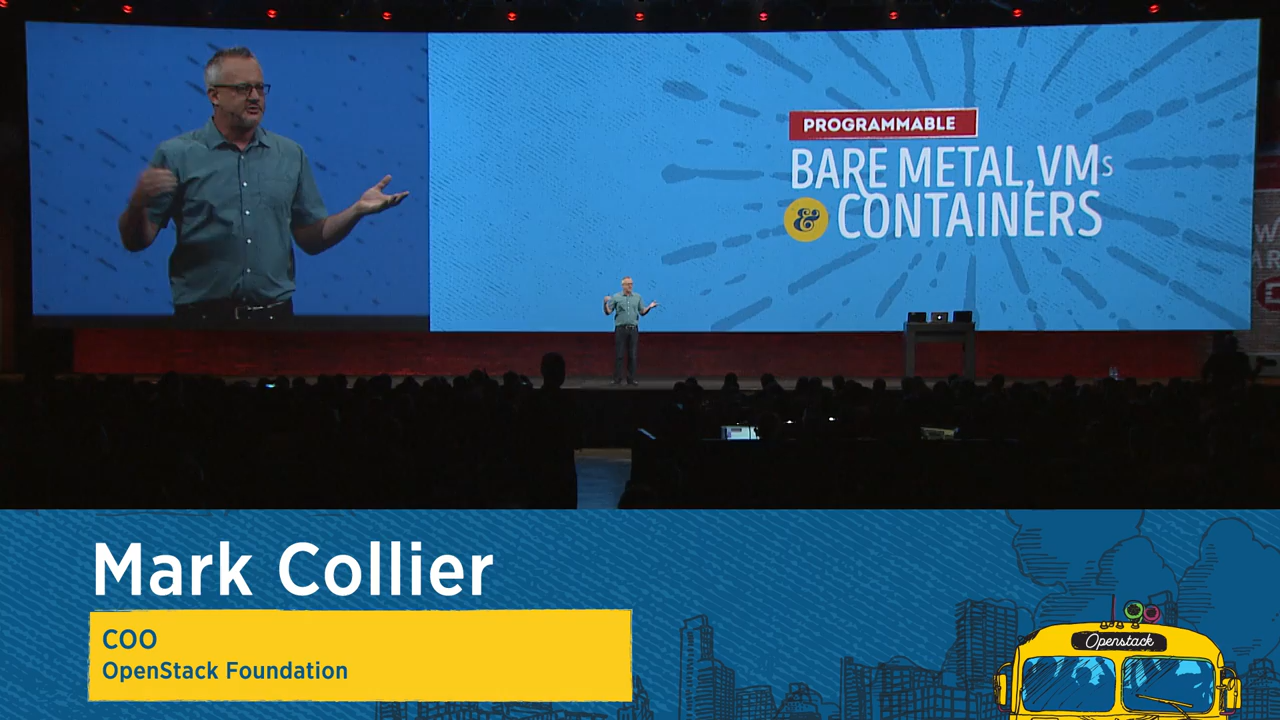 PROGRAMMABLE
BARE METAL, VMs
& CONTAINERS
Mark Collier
COO
OpenStack Foundation
Openstack